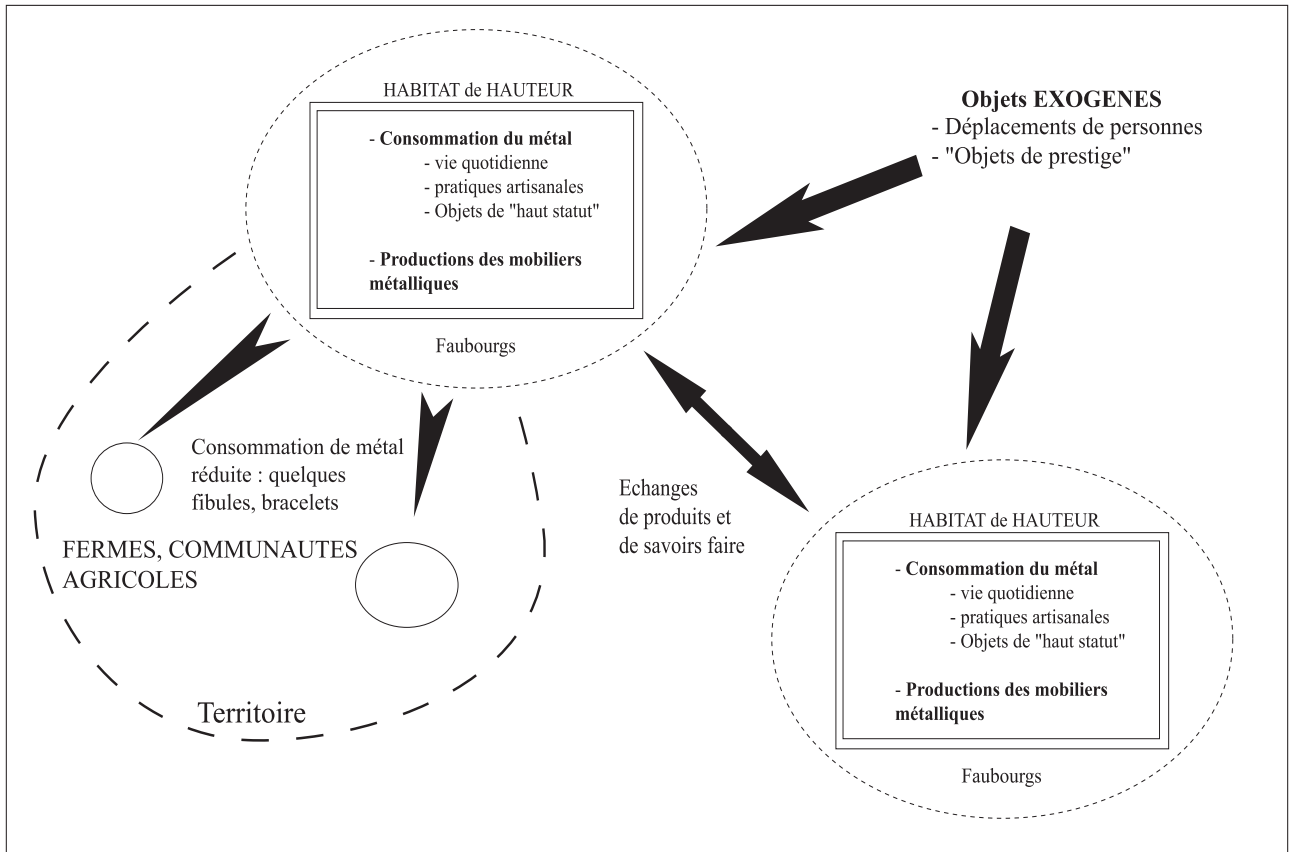 HABITAT de HAUTEUR
- Consommation du métal
- vie quotidienne
- pratiques artisanales
- Objets de "haut statut"
- Productions des mobiliers
métalliques
Faubourgs
Objets EXOGENES
- Déplacements de personnes
- "Objets de prestige"
Consommation de métal
réduite : quelques
fibules, bracelets
FERMES, COMMUNAUTES
AGRICOLES
Territoire
Echanges
de produits et
de savoirs faire
HABITAT de HAUTEUR
- Consommation du métal
- vie quotidienne
- pratiques artisanales
- Objets de "haut statut"
- Productions des mobiliers
métalliques
Faubourgs